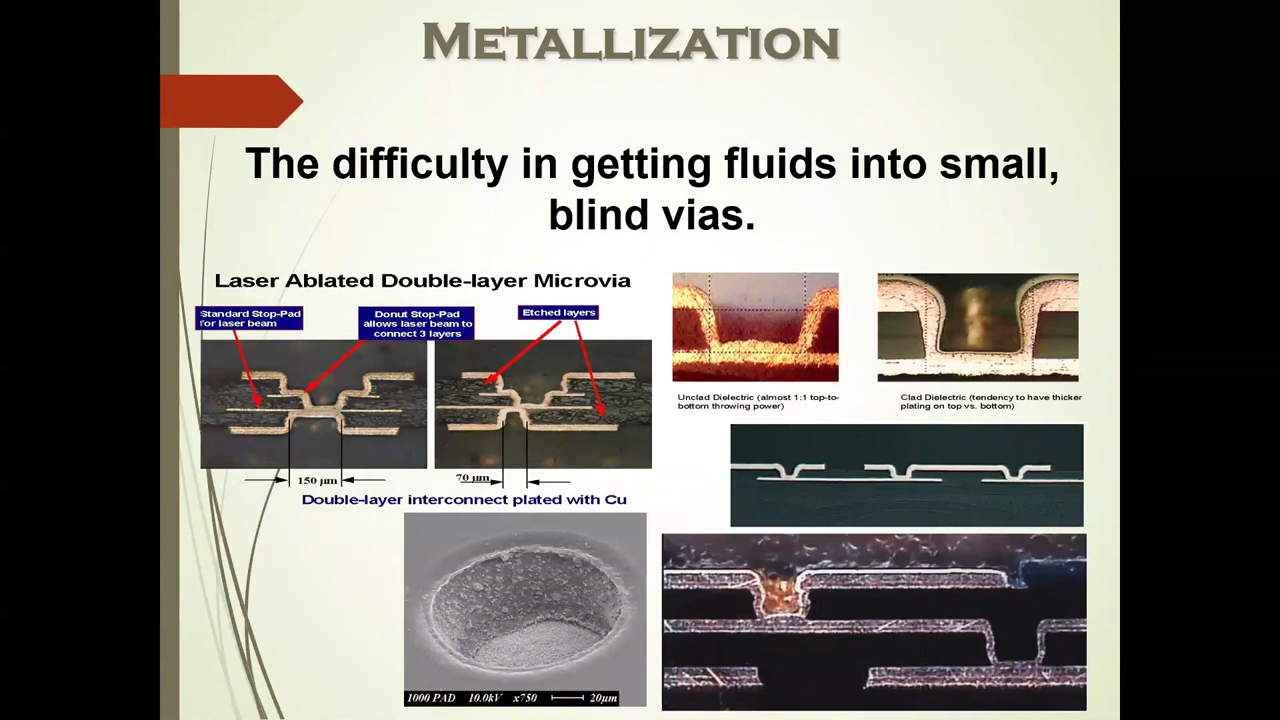 METALLIZATION
The difficulty in getting fluids into small,
blind vias.
Laser Ablated Double-layer Microvia
Standard Stop-Pad
for laser beam
Donut Stop-Pad
allows laser beam to
connect 3 layers
Etched layers
150 µm
70 µm
Double-layer interconnect plated with Cu
Unclad Dielectric (almost 1:1 top-to-
bottom throwing power)
Clad Dielectric (tendency to have thicker
plating on top vs. bottom)
1000 PAD 10.0kV x750 20µm